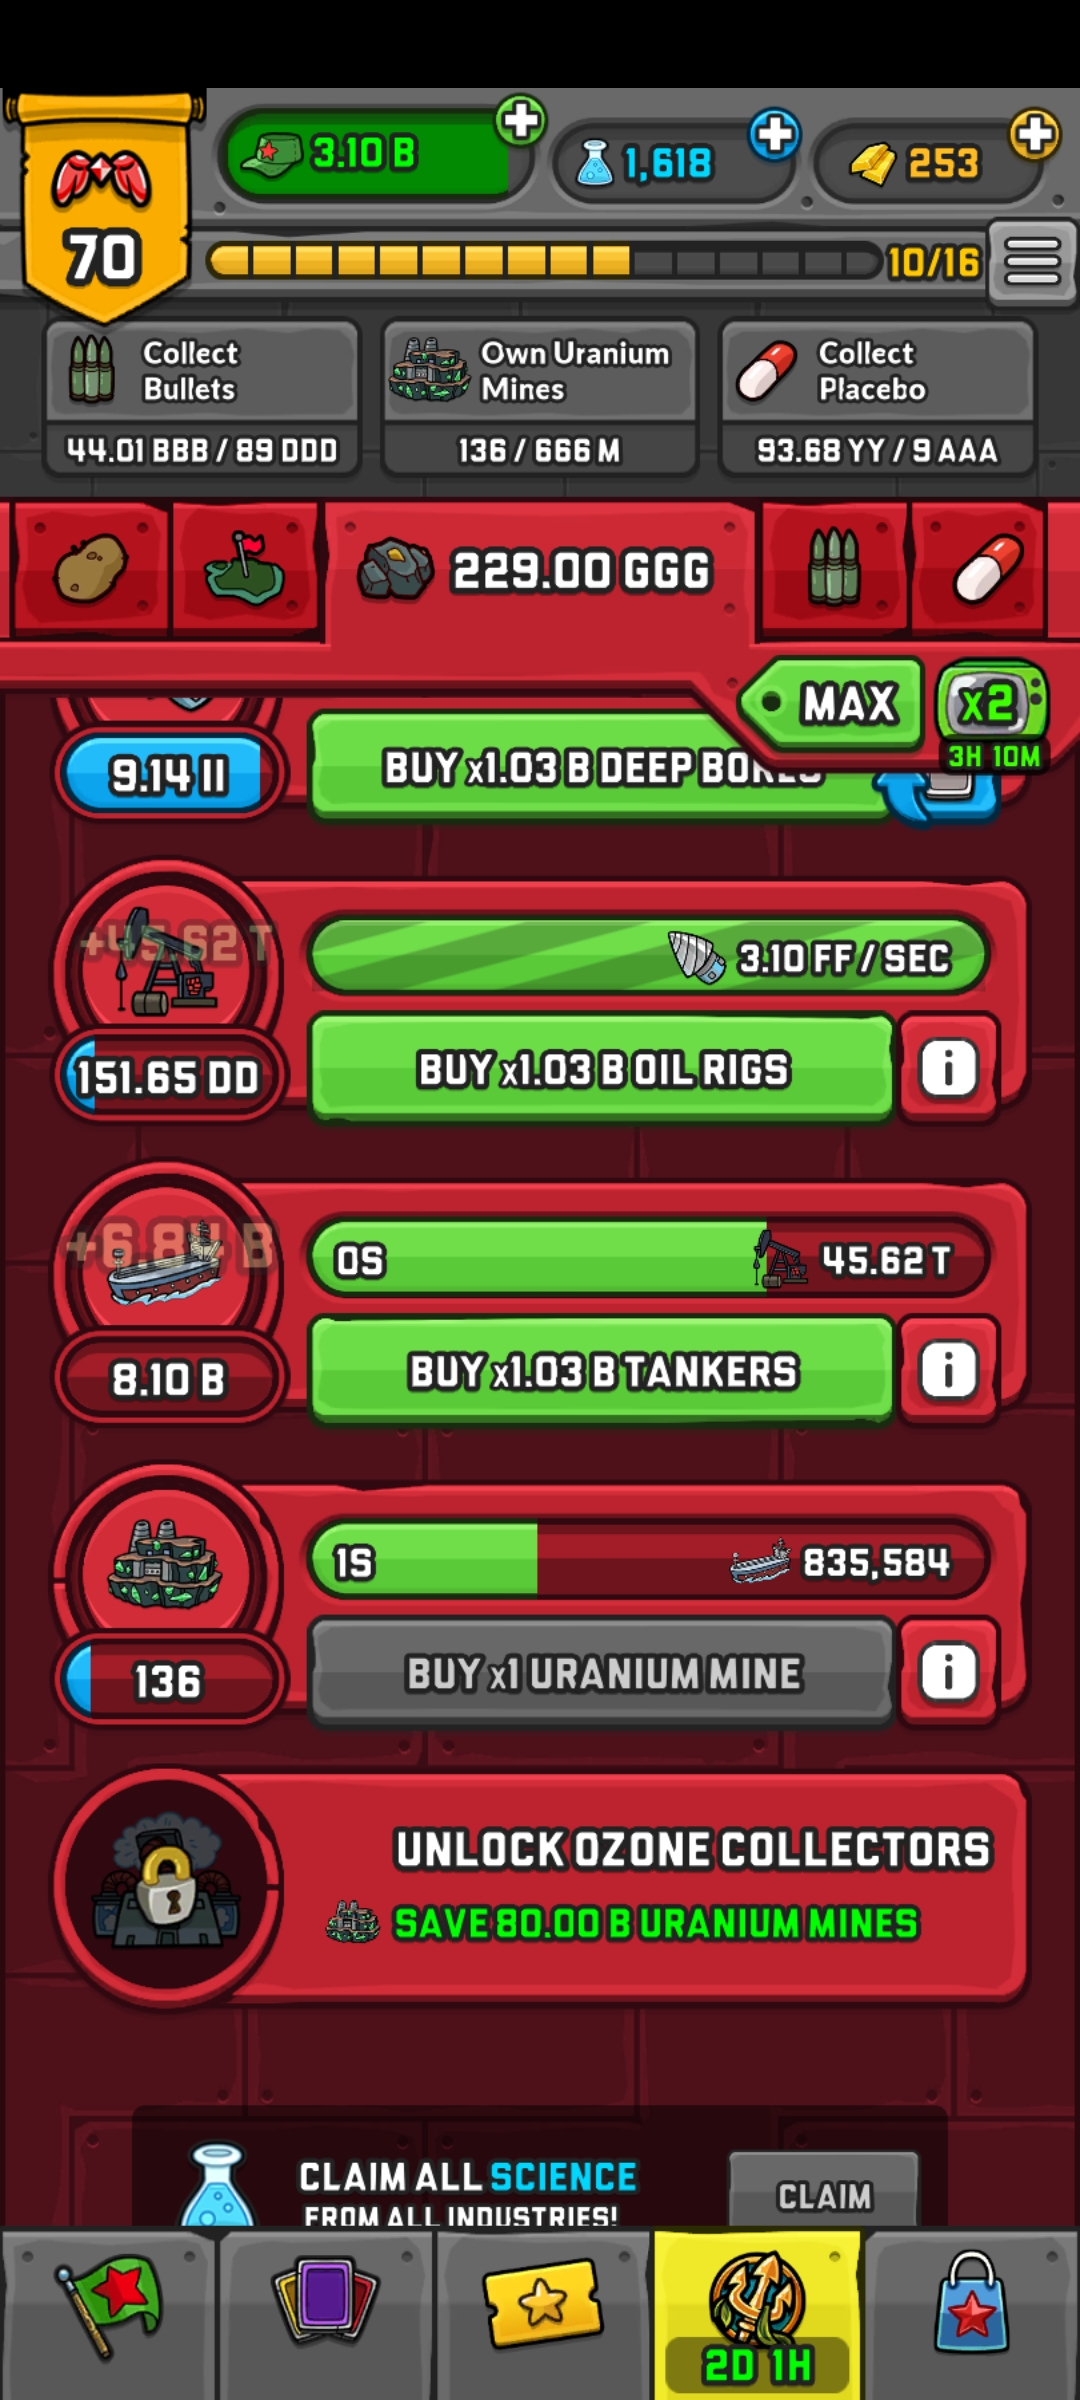 3.10 B
1,618
253
70
10/16
Collect
Bullets
44.01 BBB / 89 DDD
Own Uranium
Mines
136 / 666 M
Collect
Placebo
93.68 YY / 9 AAA
229.00 GGG
MAX
x2
3H 10M
9.14 II
BUY x1.03 B DEEP BORES
+45.62 T
3.10 FF / SEC
151.65 DD
BUY x1.03 B OIL RIGS
+6.84 B
0S
45.62 T
8.10 B
BUY x1.03 B TANKERS
1S
835,584
136
BUY x1 URANIUM MINE
UNLOCK OZONE COLLECTORS
SAVE 80.00 B URANIUM MINES
CLAIM ALL SCIENCE
FROM ALL INDUSTRIES!
CLAIM
2D 1H